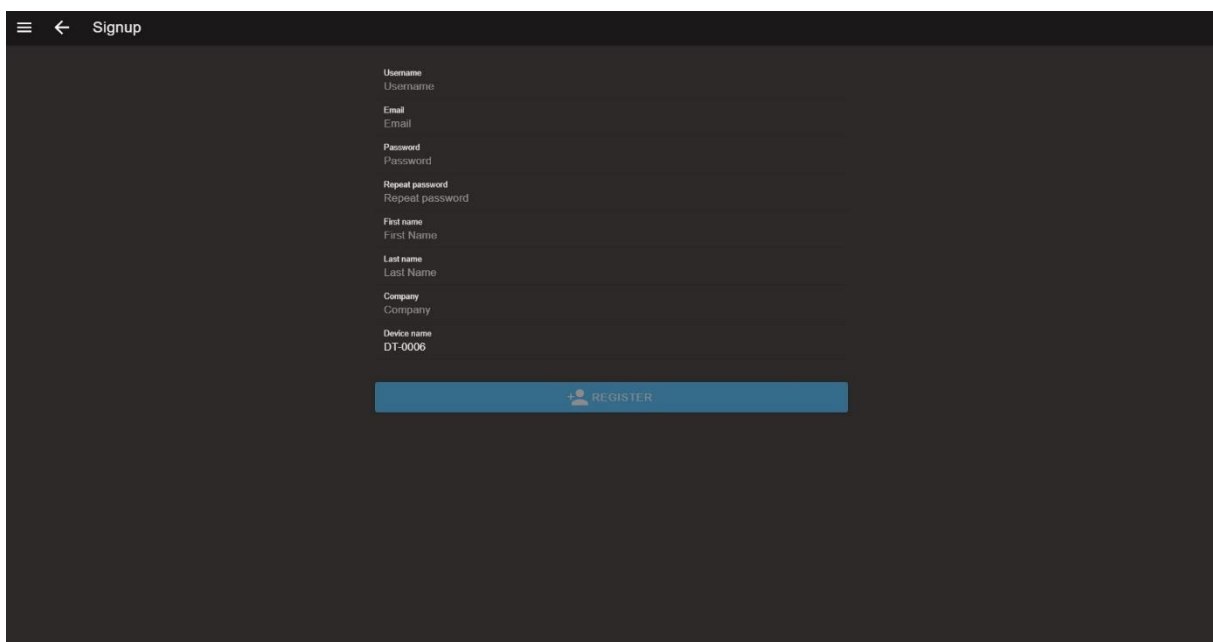 Signup
Username
Username
Email
Email
Password
Password
Repeat password
Repeat password
First name
First Name
Last name
Last Name
Company
Company
Device name
DT-0006
REGISTER